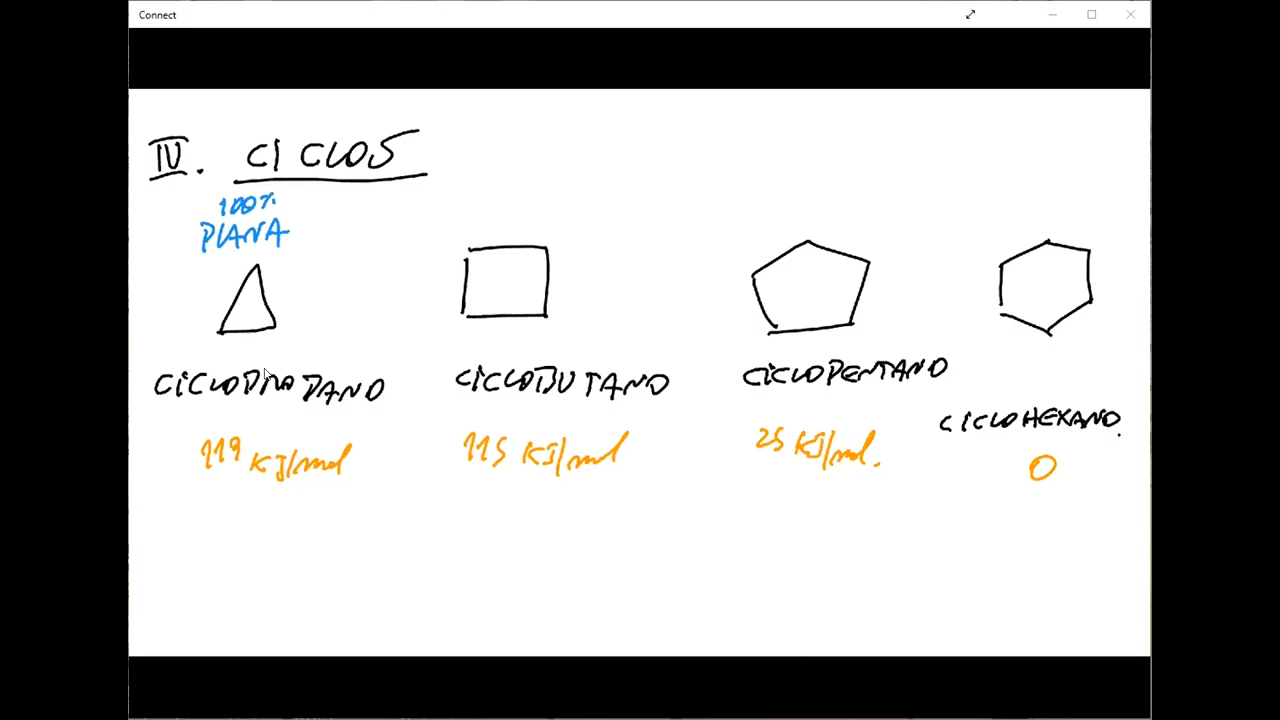 Connect
IV. CICLOS
100%
PLANA
CICLOPROPANO
CICLOBUTANO
CICLOPENTANO
CICLOHEXANO.
119 KJ/mol
115 KJ/mol
25 KJ/mol.
0